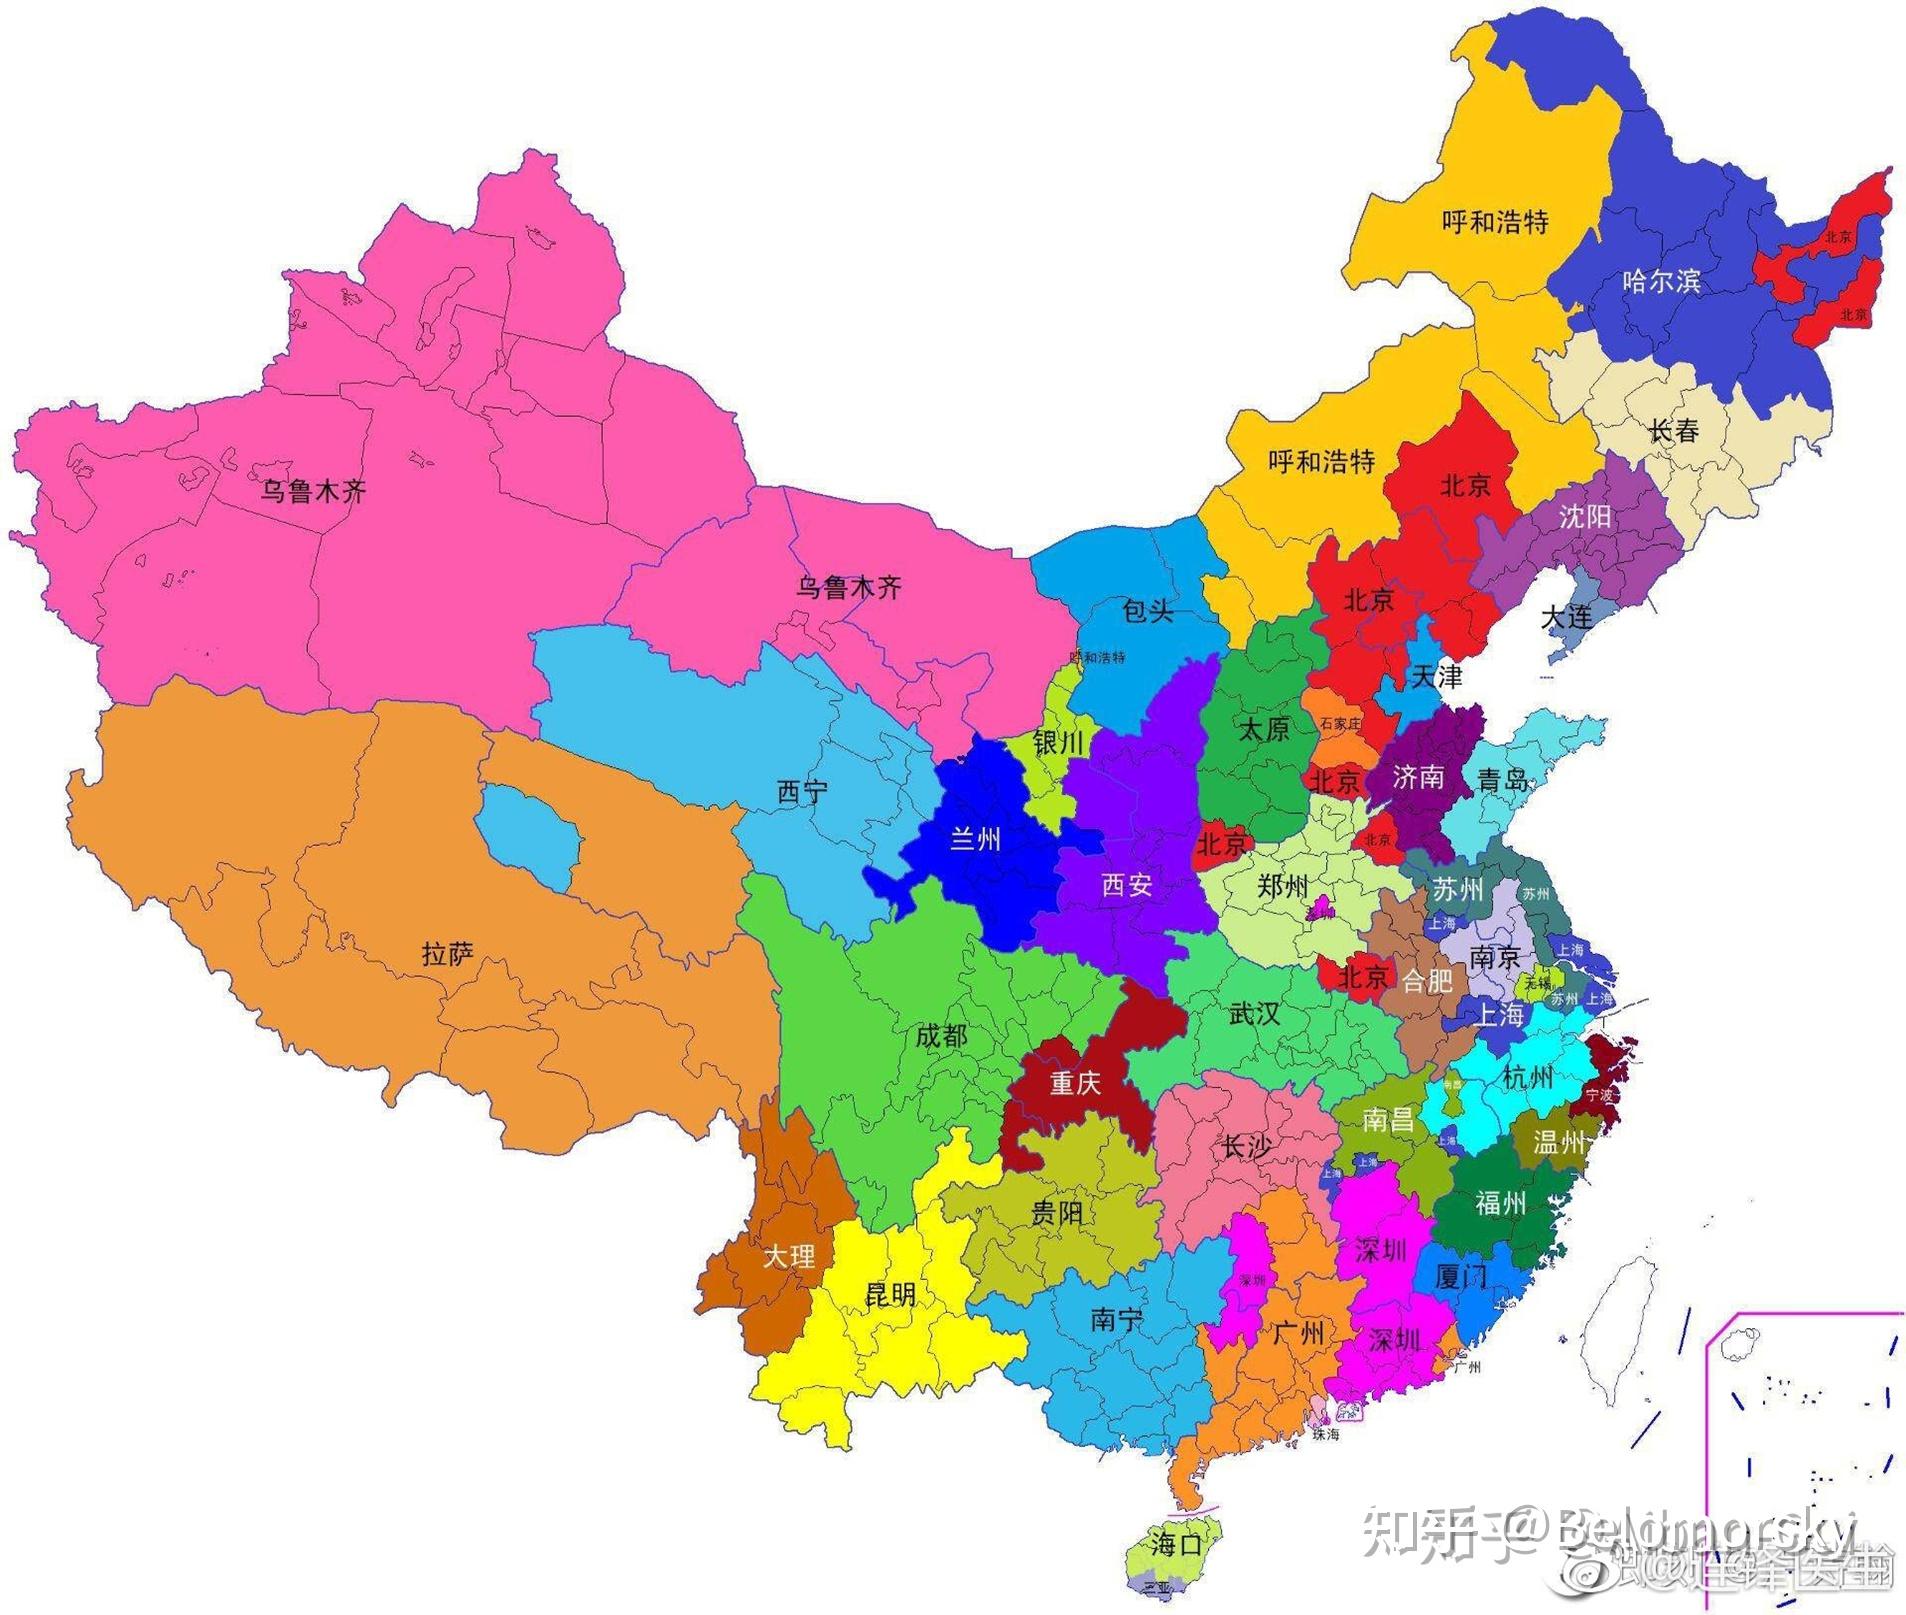 呼和浩特
北京
哈尔滨
北京
长春
呼和浩特
北京
乌鲁木齐
沈阳
乌鲁木齐
北京
包头
大连
呼和浩特
天津
石家庄
太原
银川
济南
青岛
北京
西宁
兰州
北京
北京
西安
郑州
苏州
苏州
深圳
上海
上海
拉萨
南京
北京
合肥
无锡
苏州
上海
武汉
上海
成都
杭州
重庆
南昌
宁波
南昌
上海
温州
长沙
上海
上海
福州
贵阳
大理
深圳
深圳
厦门
昆明
南宁
广州
深圳
广州
珠海
海口
三亚
知乎 @Belomorsky